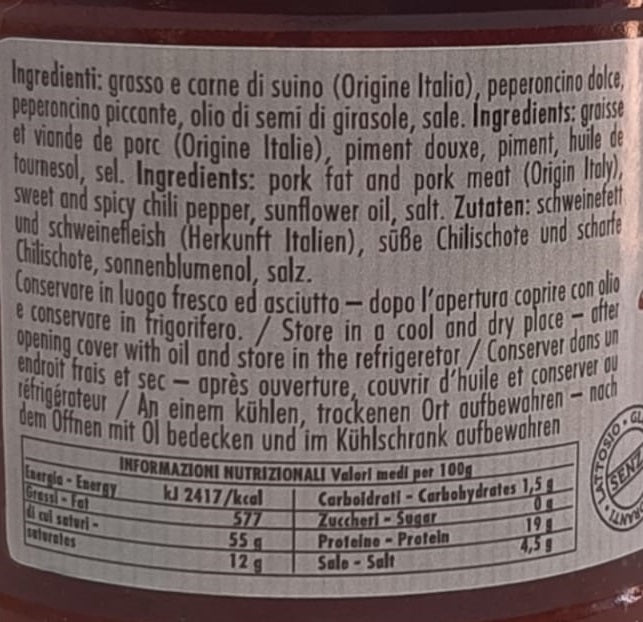 Ingredienti: grasso e carne di suino (Origine Italia), peperoncino dolce,
peperoncino piccante, olio di semi di girasole, sale. Ingredients: graisse
et viande de porc (Origine Italie), piment douxe, piment, huile de
tournesol, sel. Ingredients: pork fat and pork meat (Origin Italy),
sweet and spicy chili pepper, sunflower oil, salt. Zutaten: schweinefett
und schweinefleish (Herkunft Italien), süße Chilischote und scharfe
Chilischote, sonnenblumenol, salz.
Conservare in luogo fresco ed asciutto – dopo l'apertura coprire con olio
e conservare in frigorifero. / Store in a cool and dry place – after
opening cover with oil and store in the refrigeretor / Conserver dans un
endroit frais et sec – après ouverture, couvrir d'huile et conserver au
réfrigérateur / An einem kühlen, trockenen Ort aufbewahren – nach
dem Öffnen mit Öl bedecken und im Kühlschrank aufbewahren
INFORMAZIONI NUTRIZIONALI Valori medi per 100g
Energia - Energy kJ 2417/kcal Carboidrati - Carbohydrates 1,5 g
Grassi - Fat 577 Zuccheri - Sugar 0 g
di cui saturi - 55 g Proteine - Protein 19 g
saturates 12 g Sale - Salt 4,5 g
LATTOSIO • GL
SENZ